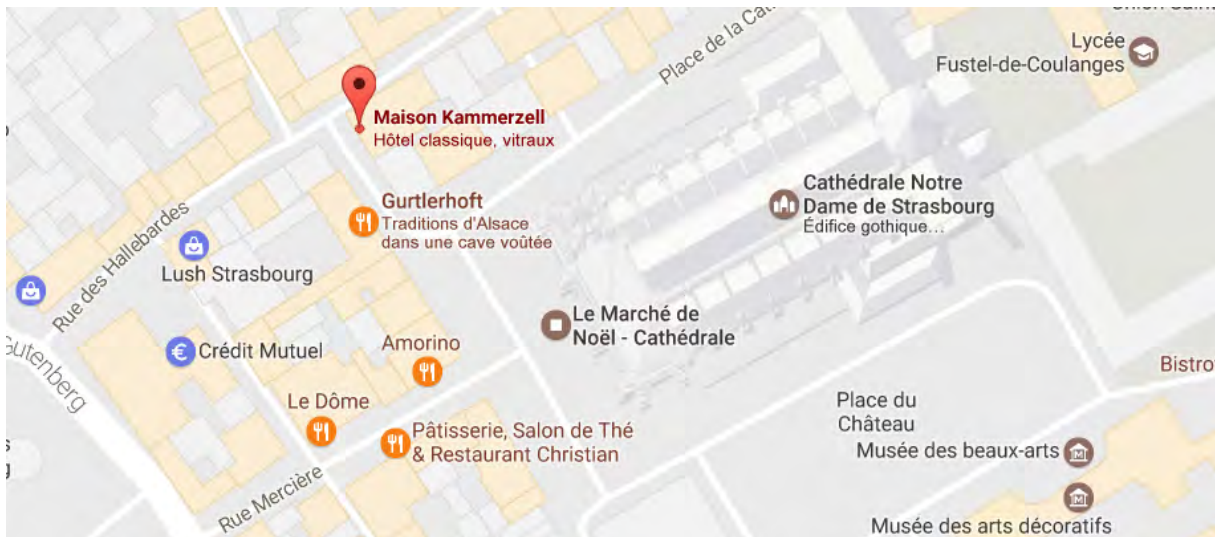 Lycée
Fustel-de-Coulanges
Place de la
Maison Kammerzell
Hôtel classique, vitraux
Cathédrale Notre
Dame de Strasbourg
Édifice gothique…
Gurtlerhoft
Traditions d'Alsace
dans une cave voûtée
Rue des Hallebardes
Lush Strasbourg
Le Marché de
Noël - Cathédrale
Gutenberg
Crédit Mutuel
Amorino
Bistro
Le Dôme
Place du
Château
Pâtisserie, Salon de Thé
& Restaurant Christian
Musée des beaux-arts
Rue Mercière
Musée des arts décoratifs